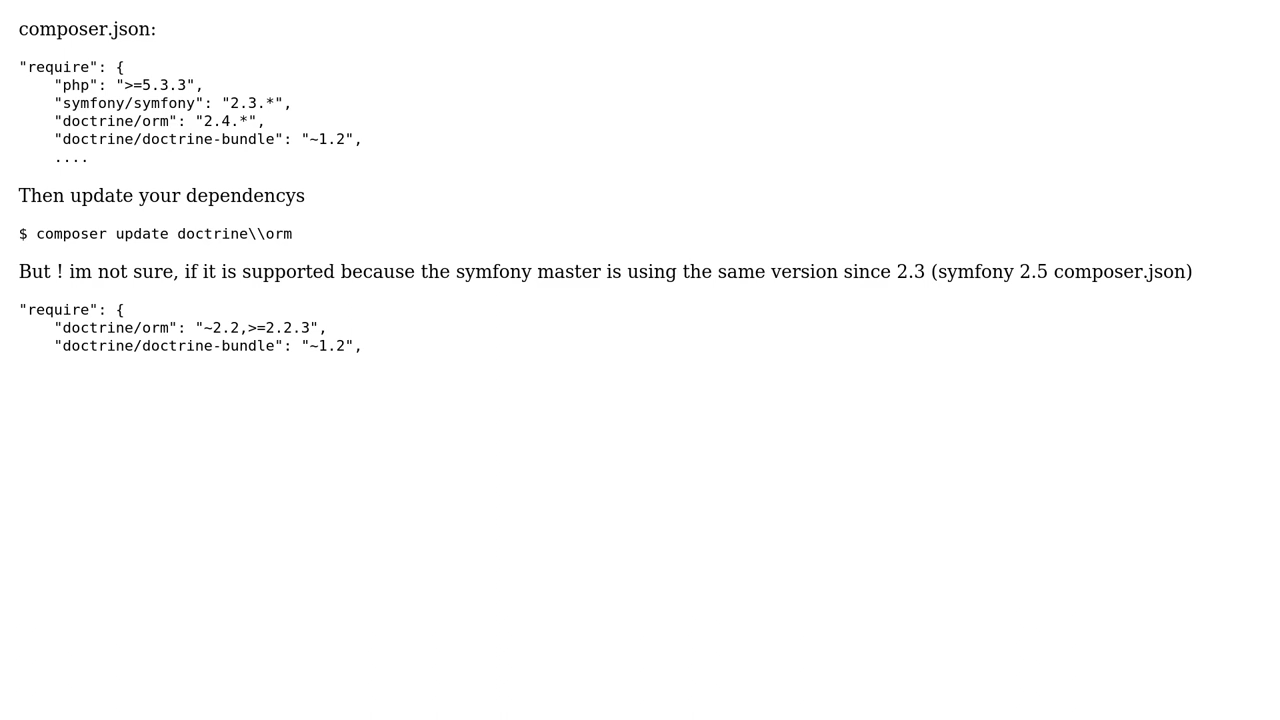 composer.json:
"require": {
    "php": ">=5.3.3",
    "symfony/symfony": "2.3.*",
    "doctrine/orm": "2.4.*",
    "doctrine/doctrine-bundle": "~1.2",
    ....
Then update your dependencys
$ composer update doctrine\\orm
But ! im not sure, if it is supported because the symfony master is using the same version since 2.3 (symfony 2.5 composer.json)
"require": {
    "doctrine/orm": "~2.2,>=2.2.3",
    "doctrine/doctrine-bundle": "~1.2",